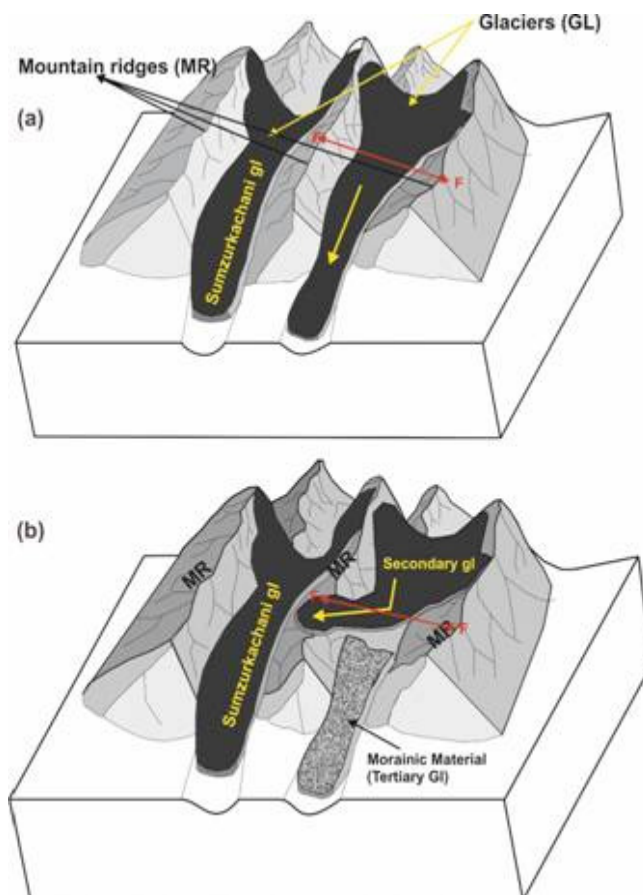 Glaciers (GL)
Mountain ridges (MR)
(a)
F
F
Sumzurkachani gl
(b)
MR
MR
Secondary gl
F
F
MR
Sumzurkachani gl
Morainic Material
(Tertiary Gl)